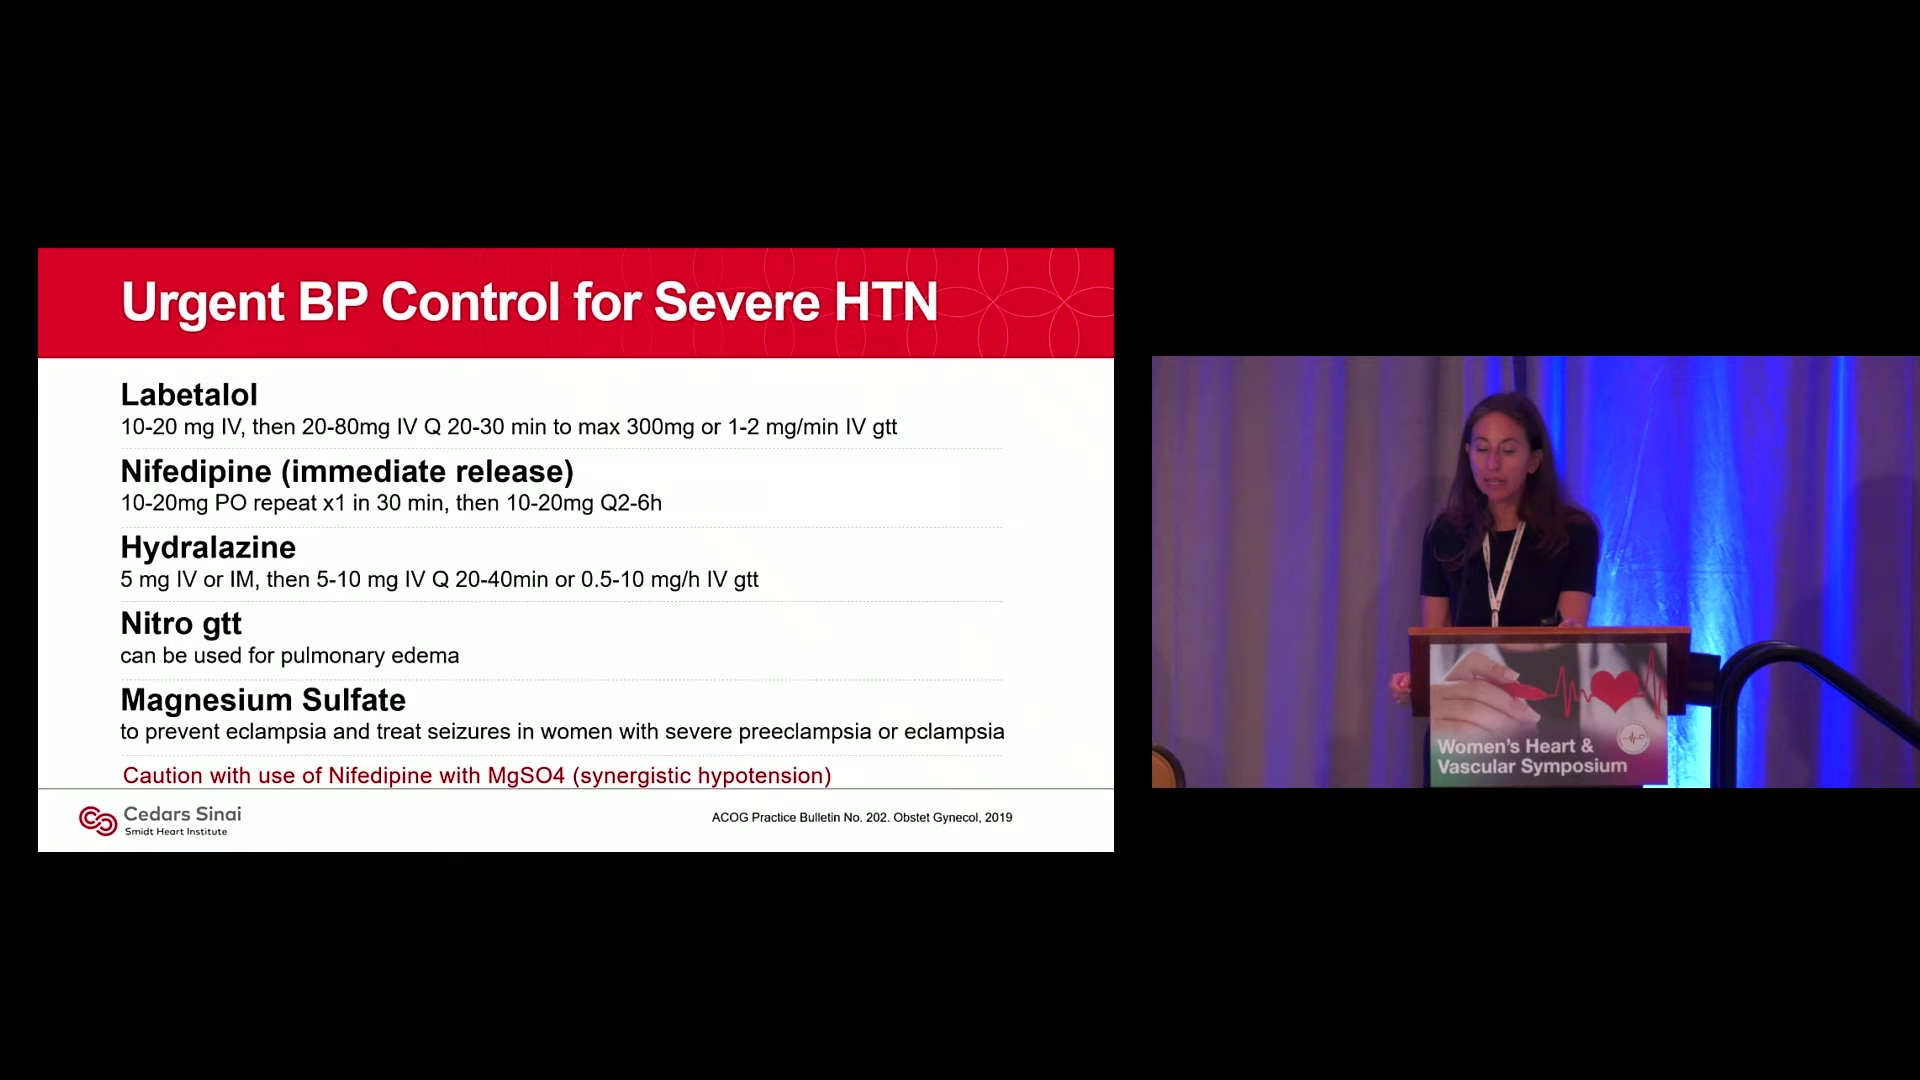 Urgent BP Control for Severe HTN
Labetalol
10-20 mg IV, then 20-80mg IV Q 20-30 min to max 300mg or 1-2 mg/min IV gtt
Nifedipine (immediate release)
10-20mg PO repeat x1 in 30 min, then 10-20mg Q2-6h
Hydralazine
5 mg IV or IM, then 5-10 mg IV Q 20-40min or 0.5-10 mg/h IV gtt
Nitro gtt
can be used for pulmonary edema
Magnesium Sulfate
to prevent eclampsia and treat seizures in women with severe preeclampsia or eclampsia
Caution with use of Nifedipine with MgSO4 (synergistic hypotension)
Cedars Sinai
Smidt Heart Institute
ACOG Practice Bulletin No. 202. Obstet Gynecol, 2019
Women's Heart &
Vascular Symposium